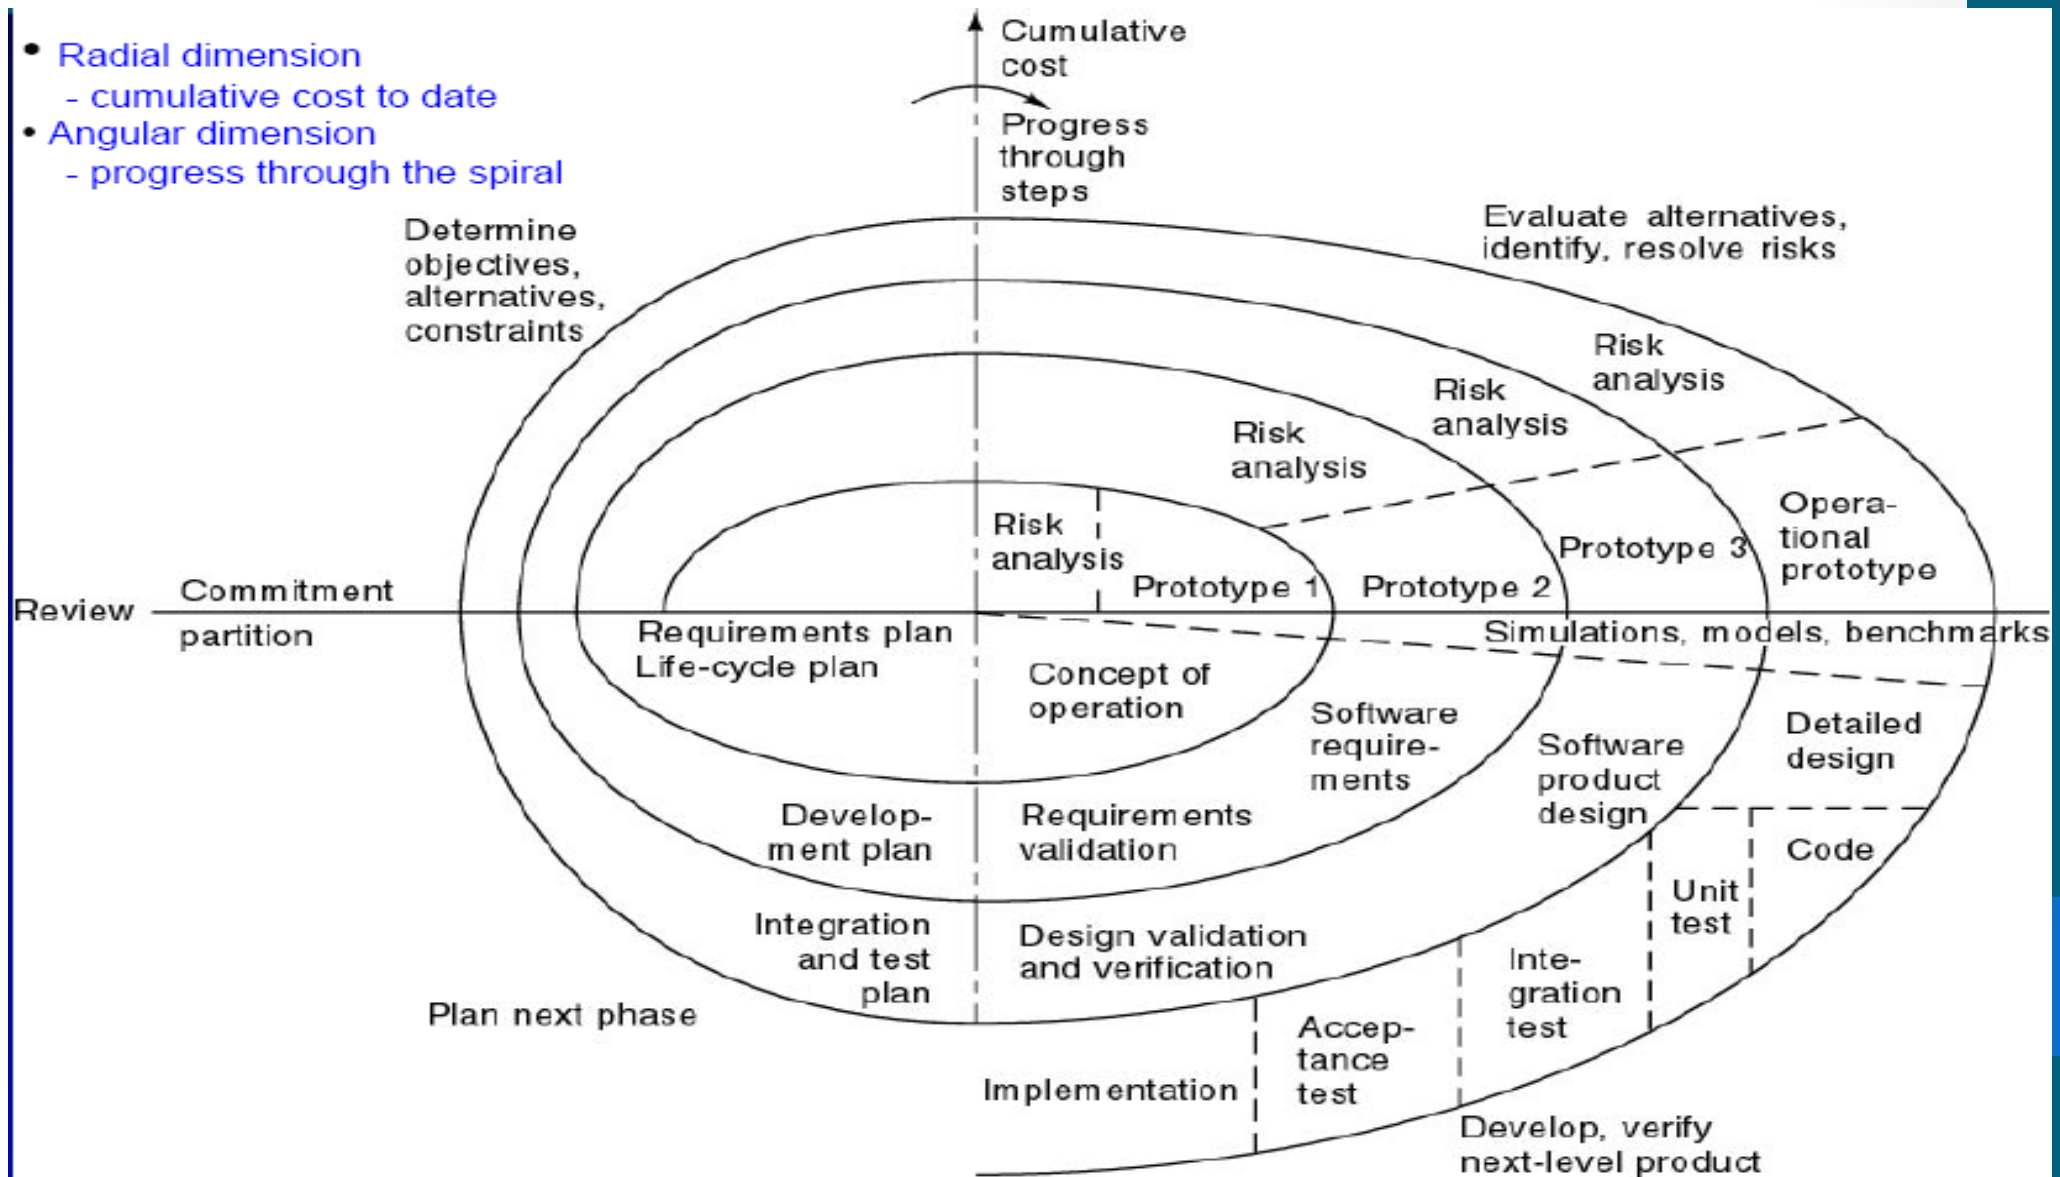 • Radial dimension
- cumulative cost to date
• Angular dimension
- progress through the spiral
Cumulative
cost
Progress
through
steps
Determine
objectives,
alternatives,
constraints
Evaluate alternatives,
identify, resolve risks
Risk
analysis
Risk
analysis
Risk
analysis
Risk
analysis
Prototype 1
Prototype 2
Prototype 3
Opera-
tional
prototype
Review
Commitment
partition
Requirements plan
Life-cycle plan
Concept of
operation
Simulations, models, benchmarks
Software
require-
ments
Software
product
design
Detailed
design
Develop-
ment plan
Requirements
validation
Code
Unit
test
Integration
and test
plan
Design validation
and verification
Inte-
gration
test
Plan next phase
Accep-
tance
test
Implementation
Develop, verify
next-level product